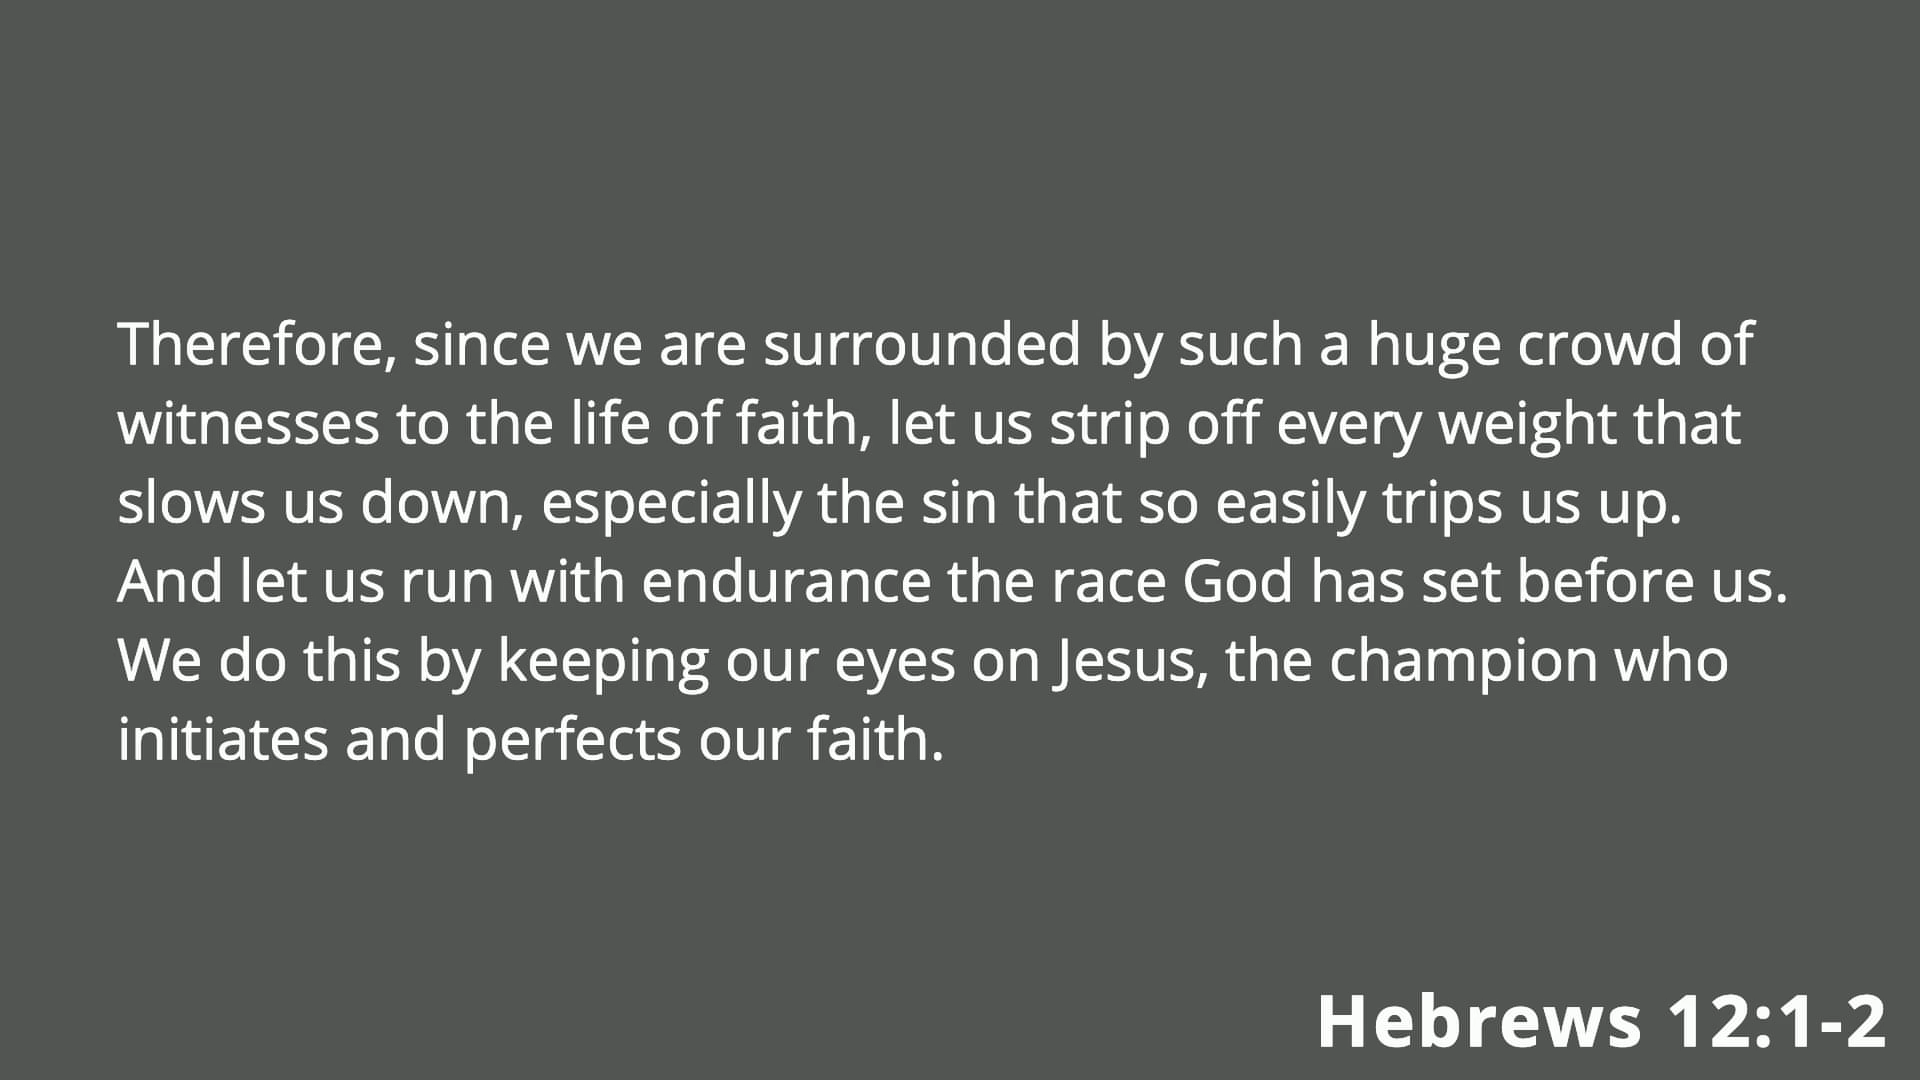 Therefore, since we are surrounded by such a huge crowd of
witnesses to the life of faith, let us strip off every weight that
slows us down, especially the sin that so easily trips us up.
And let us run with endurance the race God has set before us.
We do this by keeping our eyes on Jesus, the champion who
initiates and perfects our faith.
Hebrews 12:1-2